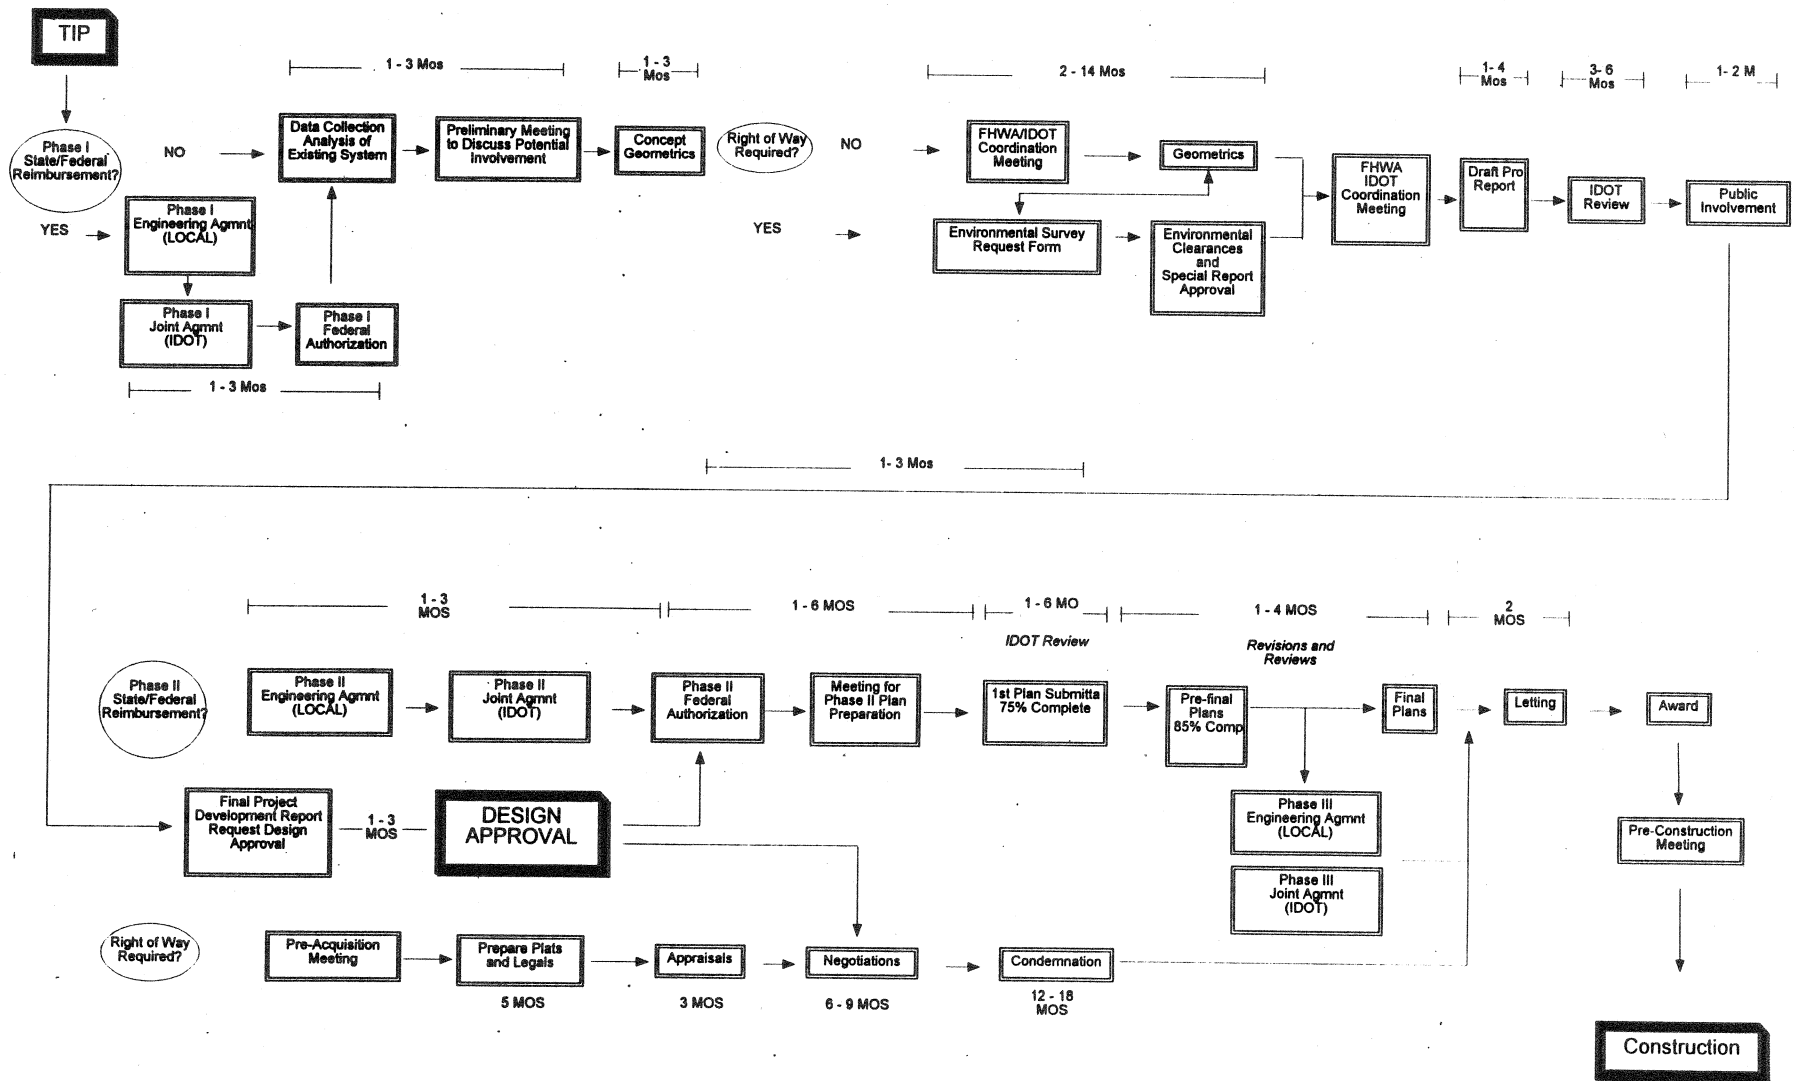 TIP
1 - 3 Mos
1 - 3
Mos
2 - 14 Mos
1- 4
Mos
3- 6
Mos
1- 2 M
Phase I
State/Federal
Reimbursement?
NO
Data Collection
Analysis of
Existing System
Preliminary Meeting
to Discuss Potential
Involvement
Concept
Geometrics
Right of Way
Required?
NO
FHWA/IDOT
Coordination
Meeting
Geometrics
FHWA
IDOT
Coordination
Meeting
Draft Pro
Report
IDOT
Review
Public
Involvement
YES
Phase I
Engineering Agmnt
(LOCAL)
YES
Environmental Survey
Request Form
Environmental
Clearances
and
Special Report
Approval
Phase I
Joint Agmnt
(IDOT)
Phase I
Federal
Authorization
1 - 3 Mos
1- 3 Mos
1 - 3
MOS
1 - 6 MOS
1 - 6 MO
1 - 4 MOS
2
MOS
IDOT Review
Revisions and
Reviews
Phase II
State/Federal
Reimbursement?
Phase II
Engineering Agmnt
(LOCAL)
Phase II
Joint Agmnt
(IDOT)
Phase II
Federal
Authorization
Meeting for
Phase II Plan
Preparation
1st Plan Submitta
75% Complete
Pre-final
Plans
85% Comp
Final
Plans
Letting
Award
Final Project
Development Report
Request Design
Approval
1 - 3
MOS
DESIGN
APPROVAL
Phase III
Engineering Agmnt
(LOCAL)
Pre-Construction
Meeting
Phase III
Joint Agmnt
(IDOT)
Right of Way
Required?
Pre-Acquisition
Meeting
Prepare Plats
and Legals
Appraisals
Negotiations
Condemnation
5 MOS
3 MOS
6 - 9 MOS
12 - 18
MOS
Construction